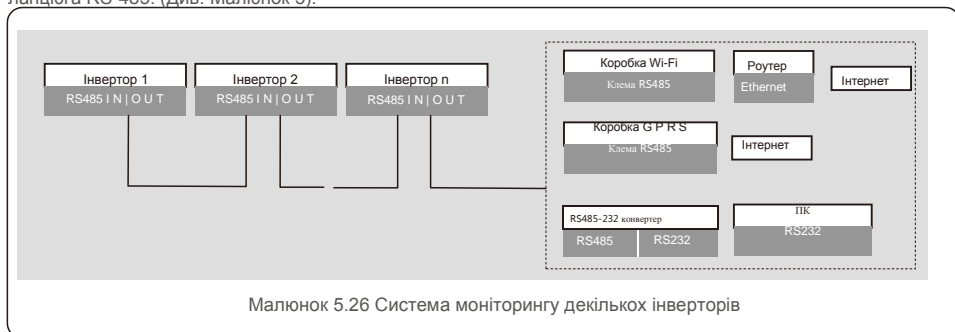 Інвертор 1
RS485 I N | O U T
Інвертор 2
RS485 I N | O U T
Інвертор n
RS485 I N | O U T
Коробка Wi-Fi
Клема RS485
Роутер
Ethernet
Інтернет
Коробка G P R S
Клема RS485
Інтернет
RS485-232 конвертер
RS485
RS232
ПК
RS232
Малюнок 5.26 Система моніторингу декількох інверторів